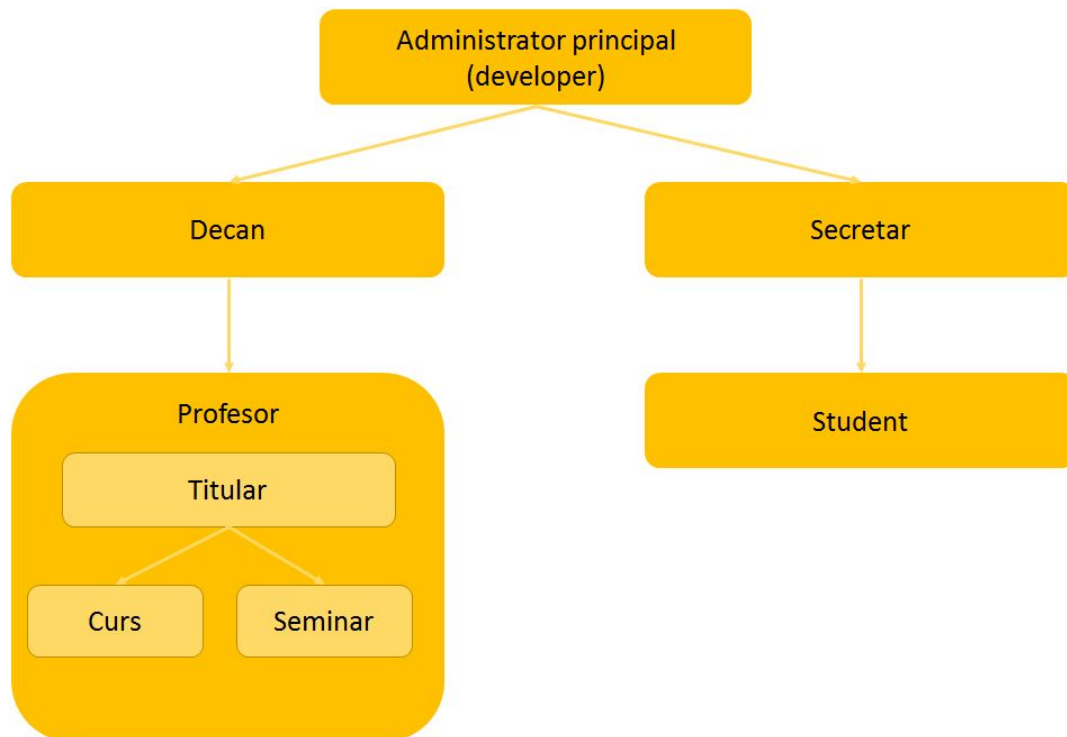 Administrator principal
(developer)
Decan
Secretar
Profesor
Student
Titular
Curs
Seminar